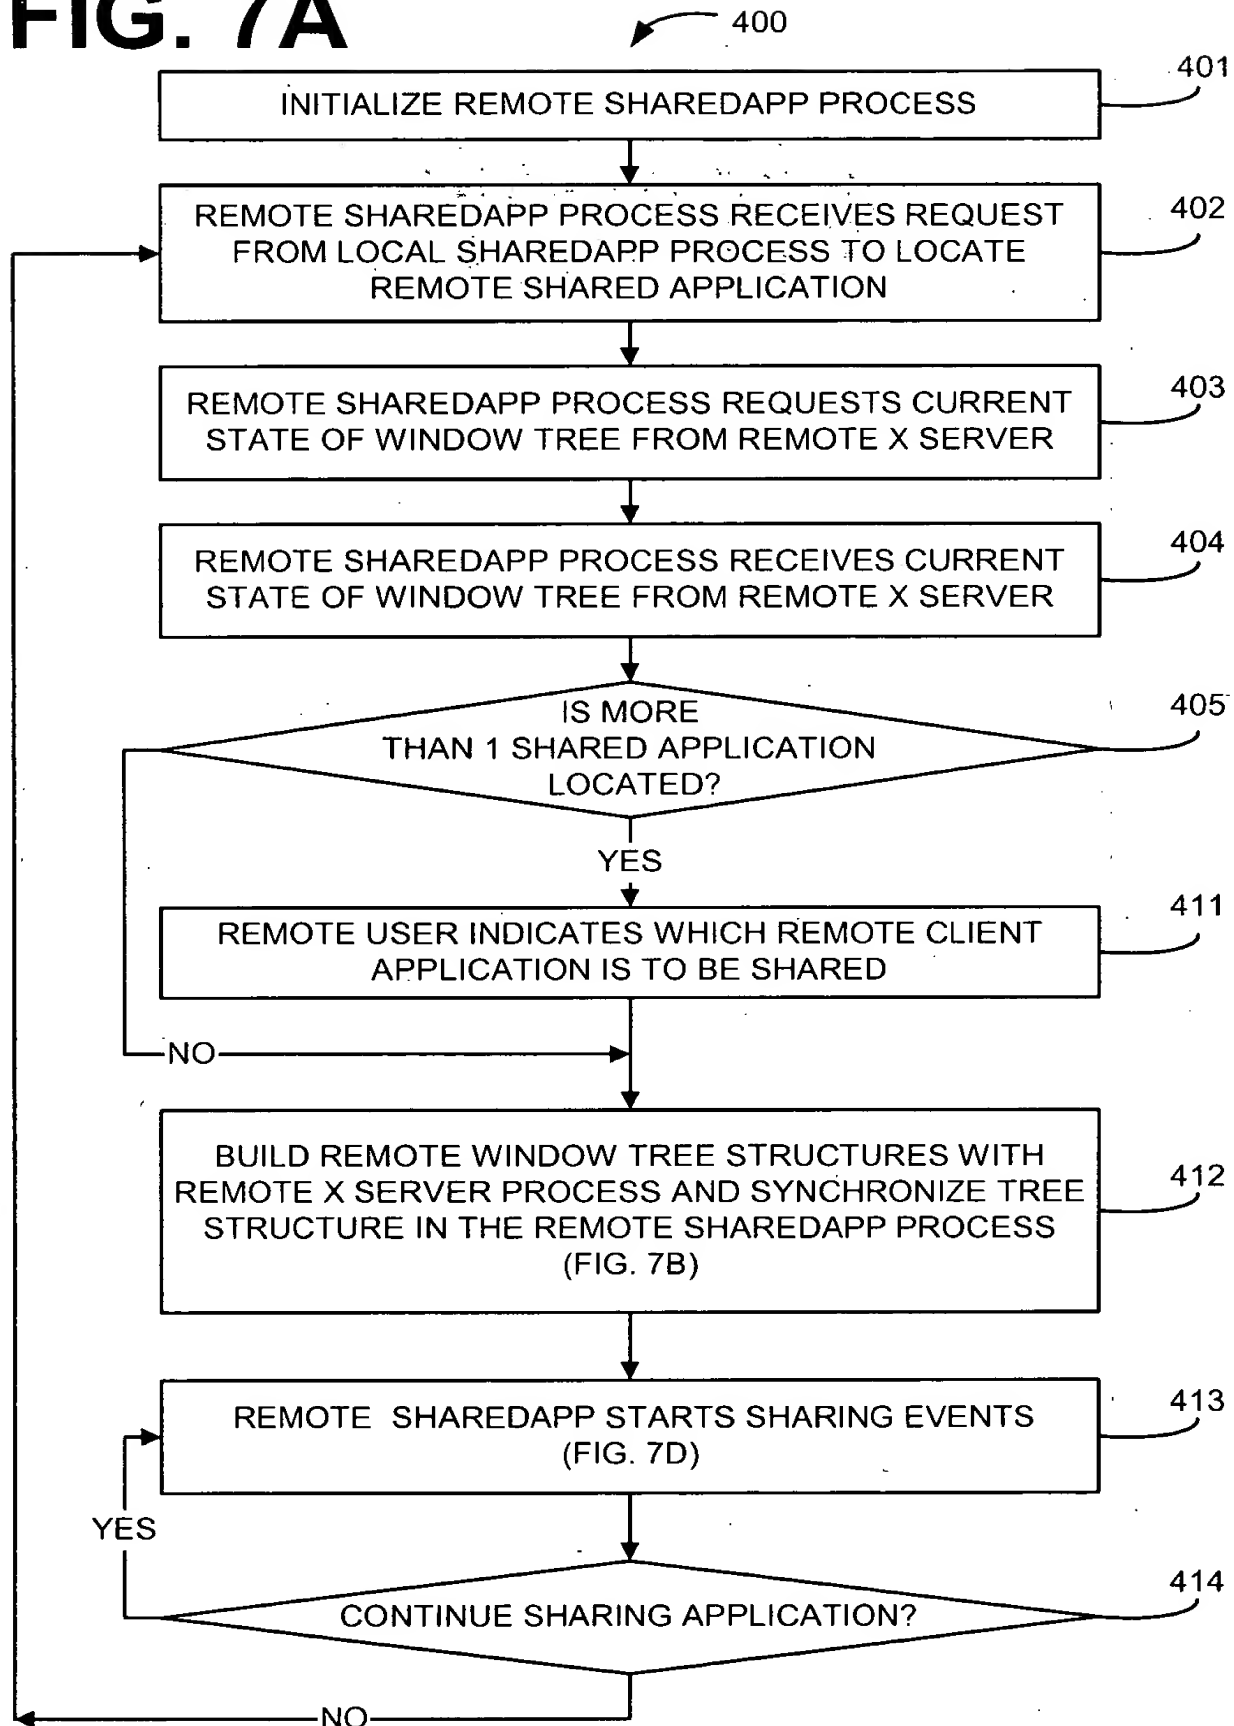 FIG. 7A
400
401
INITIALIZE REMOTE SHAREDAPP PROCESS
402
REMOTE SHAREDAPP PROCESS RECEIVES REQUEST
FROM LOCAL SHAREDAPP PROCESS TO LOCATE
REMOTE SHARED APPLICATION
403
REMOTE SHAREDAPP PROCESS REQUESTS CURRENT
STATE OF WINDOW TREE FROM REMOTE X SERVER
404
REMOTE SHAREDAPP PROCESS RECEIVES CURRENT
STATE OF WINDOW TREE FROM REMOTE X SERVER
405
IS MORE
THAN 1 SHARED APPLICATION
LOCATED?
YES
411
REMOTE USER INDICATES WHICH REMOTE CLIENT
APPLICATION IS TO BE SHARED
NO
412
BUILD REMOTE WINDOW TREE STRUCTURES WITH
REMOTE X SERVER PROCESS AND SYNCHRONIZE TREE
STRUCTURE IN THE REMOTE SHAREDAPP PROCESS
(FIG. 7B)
413
REMOTE SHAREDAPP STARTS SHARING EVENTS
(FIG. 7D)
YES
414
CONTINUE SHARING APPLICATION?
NO